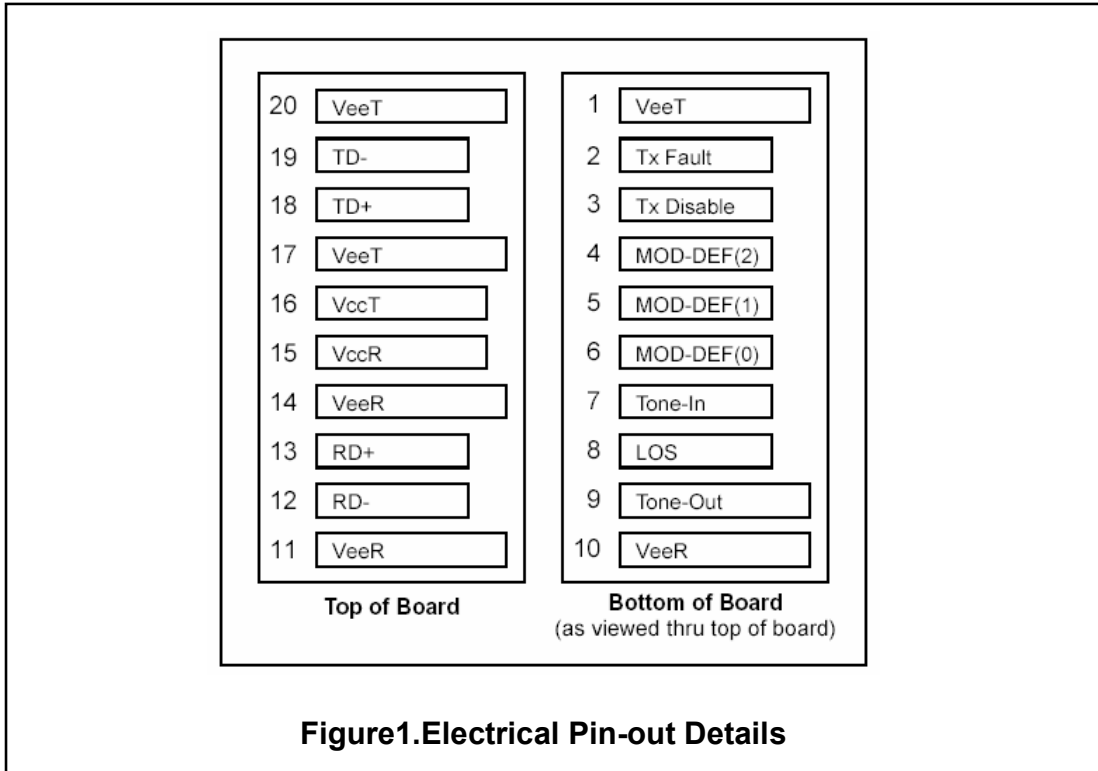 20 VeeT
19 TD-
18 TD+
17 VeeT
16 VccT
15 VccR
14 VeeR
13 RD+
12 RD-
11 VeeR
Top of Board
1 VeeT
2 Tx Fault
3 Tx Disable
4 MOD-DEF(2)
5 MOD-DEF(1)
6 MOD-DEF(0)
7 Tone-In
8 LOS
9 Tone-Out
10 VeeR
Bottom of Board
(as viewed thru top of board)
Figure1.Electrical Pin-out Details